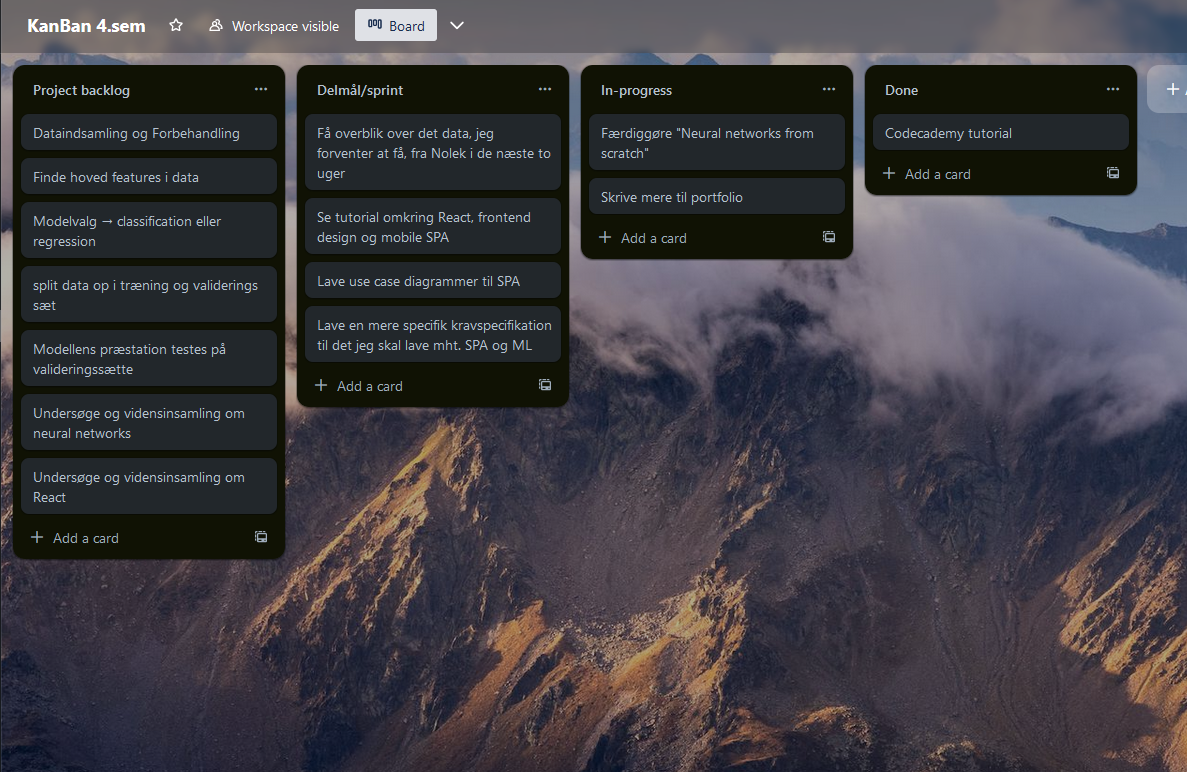 KanBan 4.sem
Workspace visible
Board
Project backlog
Dataindsamling og Forbehandling
Finde hoved features i data
Modelvalg → classification eller
regression
split data op i træning og validerings
sæt
Modellens præstation testes på
valideringssætte
Undersøge og vidensinsamling om
neural networks
Undersøge og vidensinsamling om
React
Add a card
Delmål/sprint
Få overblik over det data, jeg
forventer at få, fra Nolek i de næste to
uger
Se tutorial omkring React, frontend
design og mobile SPA
Lave use case diagrammer til SPA
Lave en mere specifik kravspecifikation
til det jeg skal lave mht. SPA og ML
Add a card
In-progress
Færdiggøre "Neural networks from
scratch"
Skrive mere til portfolio
Add a card
Done
Codecademy tutorial
Add a card